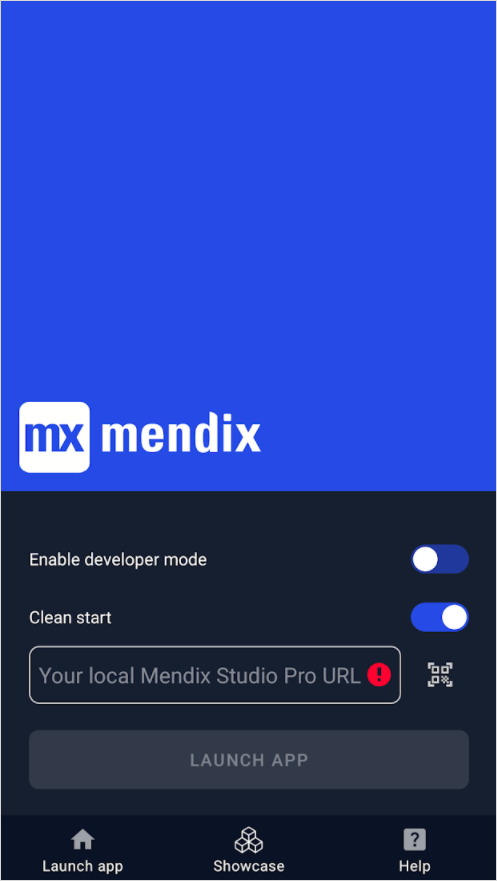 mx mendix
Enable developer mode
Clean start
Your local Mendix Studio Pro URL !
LAUNCH APP
Launch app
Showcase
? Help